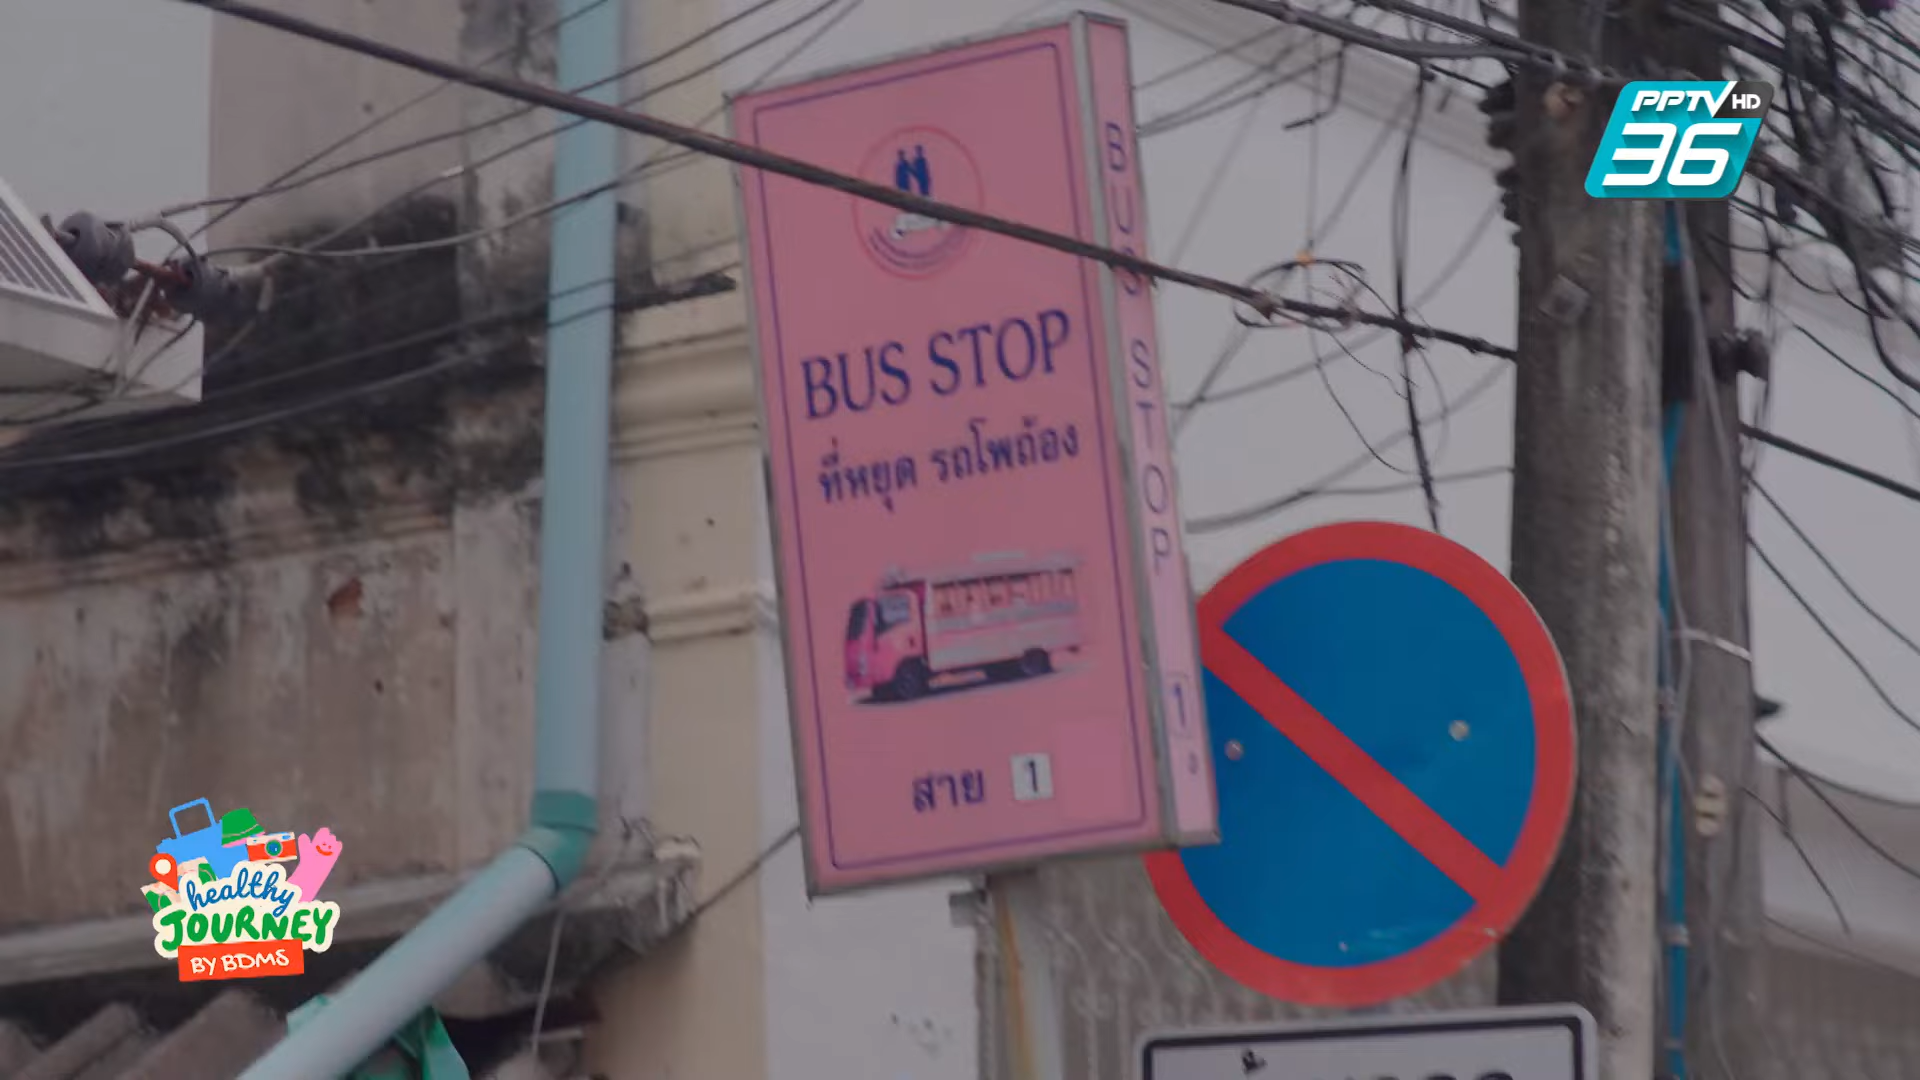 PPTV HD
36
BUS STOP
ที่หยุด รถโพถ้อง
สาย 1
BUS STOP 1
healthy
JOURNEY
BY BDMS